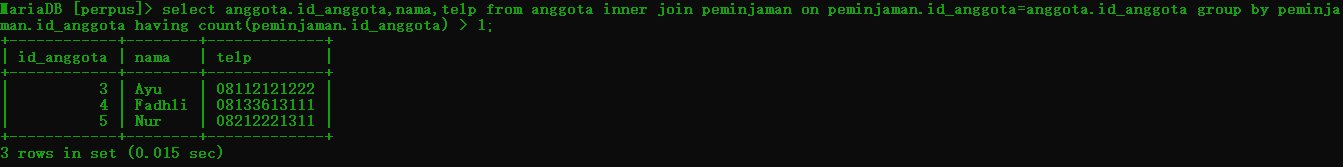 MariaDB [perpus]> select anggota.id_anggota,nama,telp from anggota inner join peminjaman on peminjaman.id_anggota=anggota.id_anggota group by peminja
man.id_anggota having count(peminjaman.id_anggota) > 1;
+------------+--------+-------------+
| id_anggota | nama   | telp        |
+------------+--------+-------------+
|          3 | Ayu    | 08112121222 |
|          4 | Fadhli | 08133613111 |
|          5 | Nur    | 08212221311 |
+------------+--------+-------------+
3 rows in set (0.015 sec)